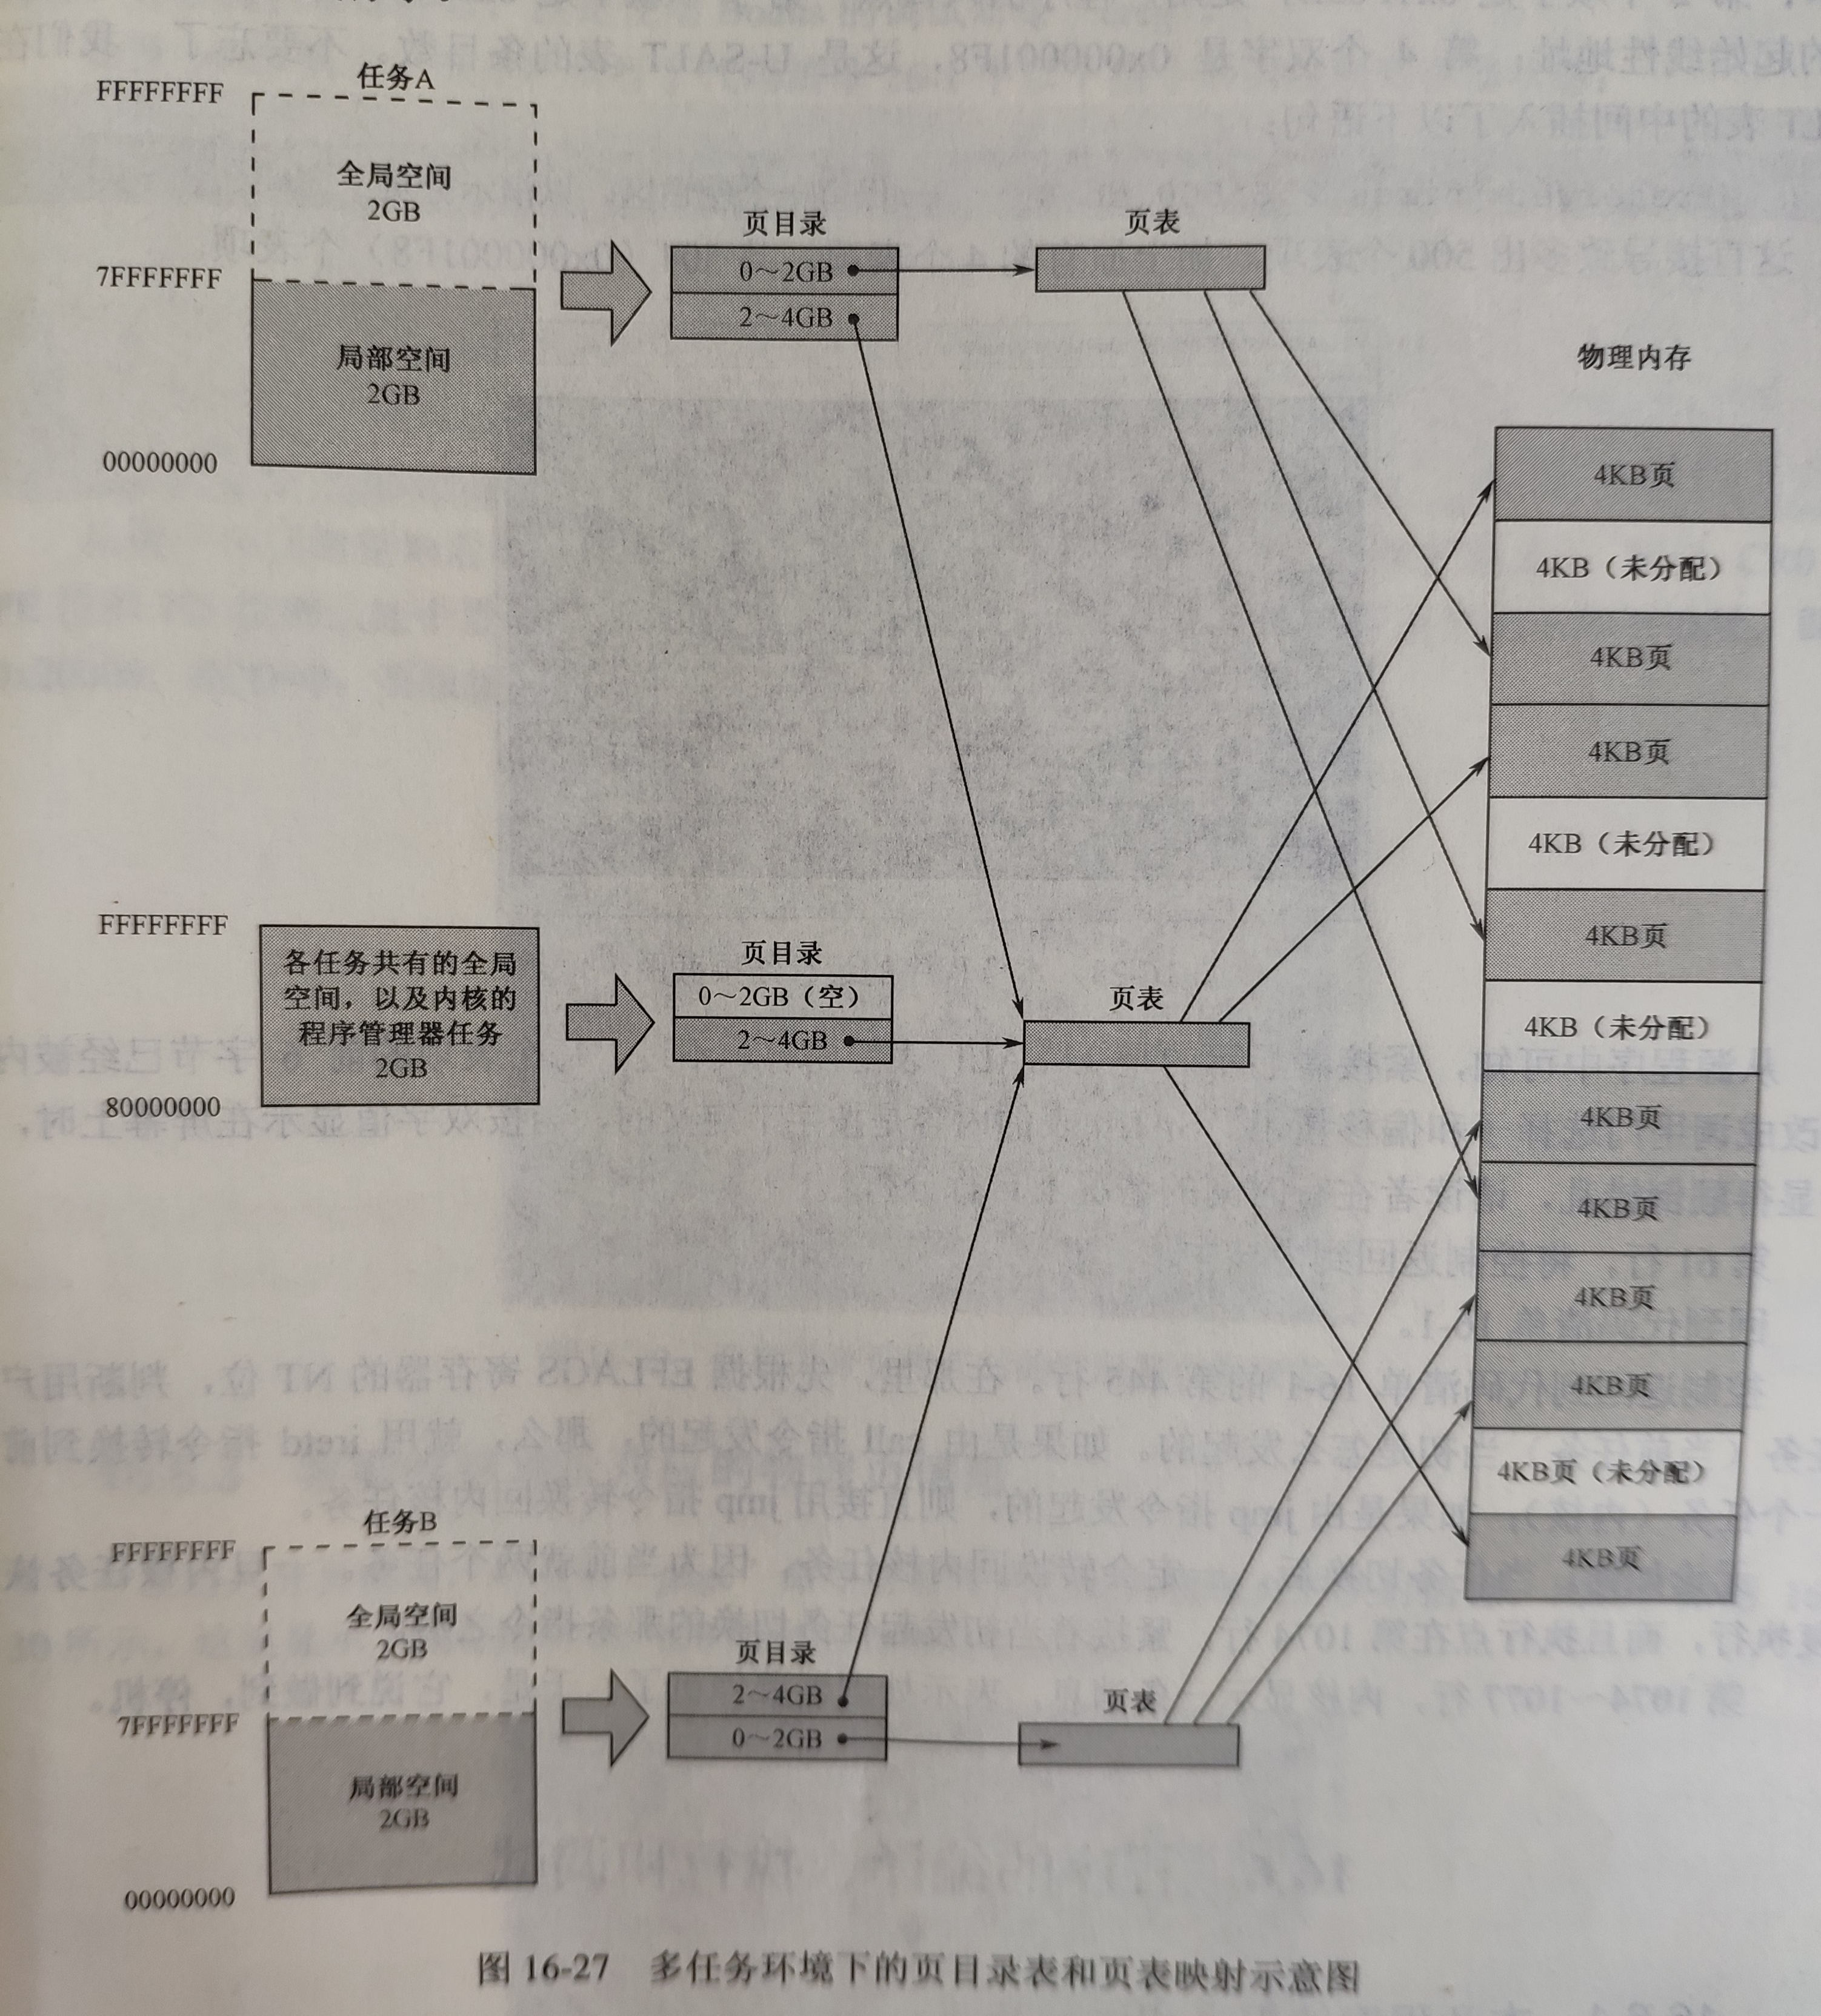 任务A
FFFFFFFF
全局空间
2GB
7FFFFFFF
局部空间
2GB
00000000
页目录
0～2GB
2～4GB
页表
物理内存
4KB页
4KB（未分配）
4KB页
4KB页
4KB（未分配）
4KB页
4KB（未分配）
4KB页
4KB页
4KB页
4KB页
4KB页（未分配）
4KB页
FFFFFFFF
各任务共有的全局
空间，以及内核的
程序管理器任务
2GB
80000000
页目录
0～2GB（空）
2～4GB
页表
任务B
FFFFFFFF
全局空间
2GB
7FFFFFFF
局部空间
2GB
00000000
页目录
2～4GB
0～2GB
页表
图 16-27 多任务环境下的页目录表和页表映射示意图